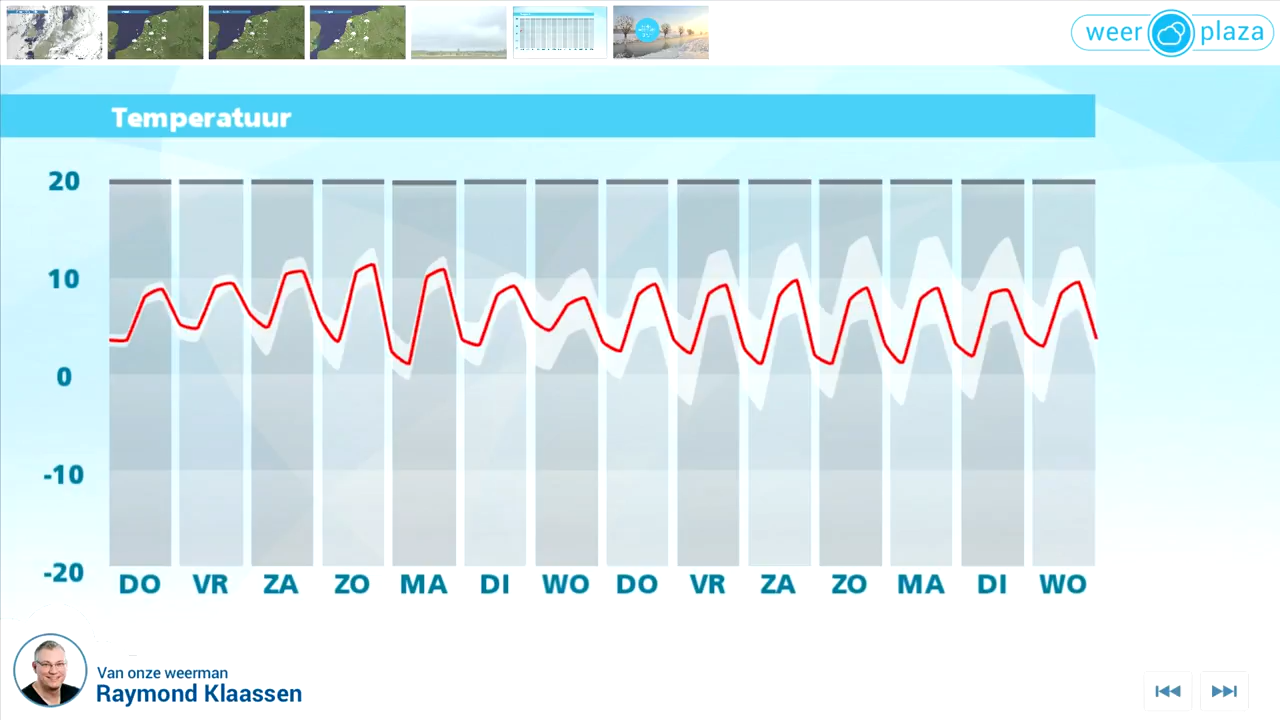 weer plaza
Temperatuur
20
10
0
-10
-20
DO VR ZA ZO MA DI WO DO VR ZA ZO MA DI WO
Van onze weerman
Raymond Klaassen